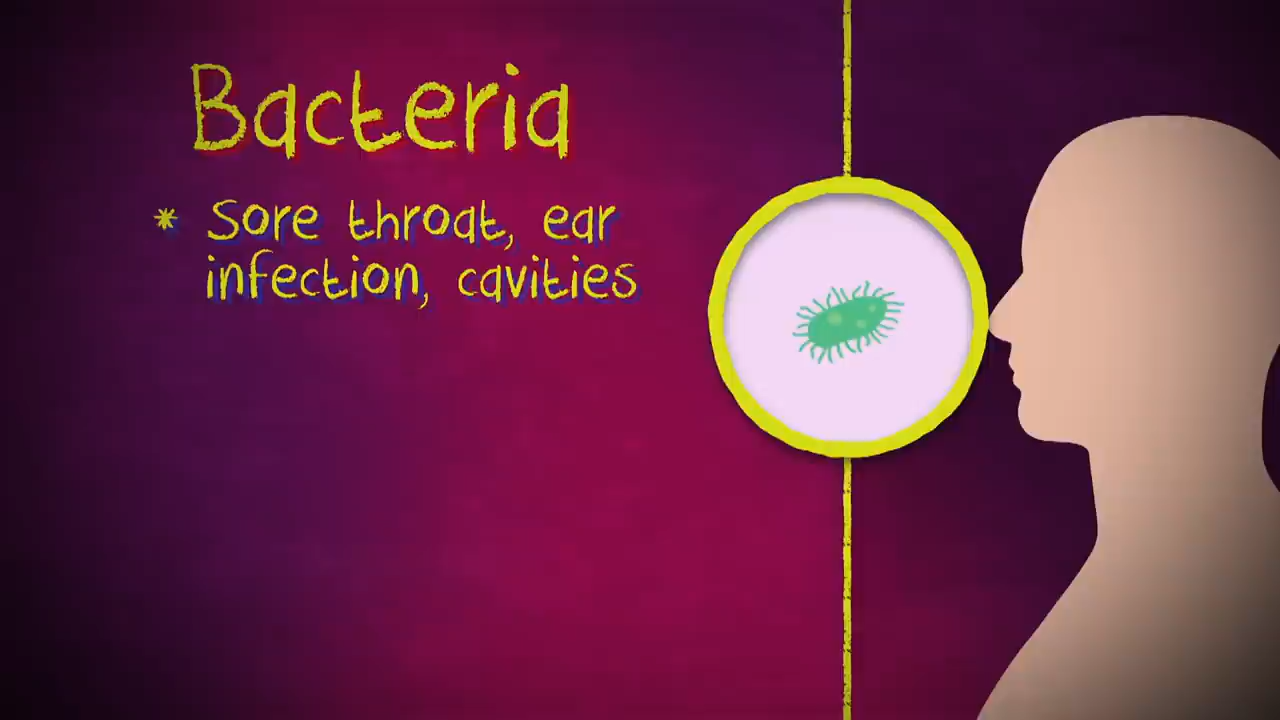 Bacteria
* Sore throat, ear
infection, cavities